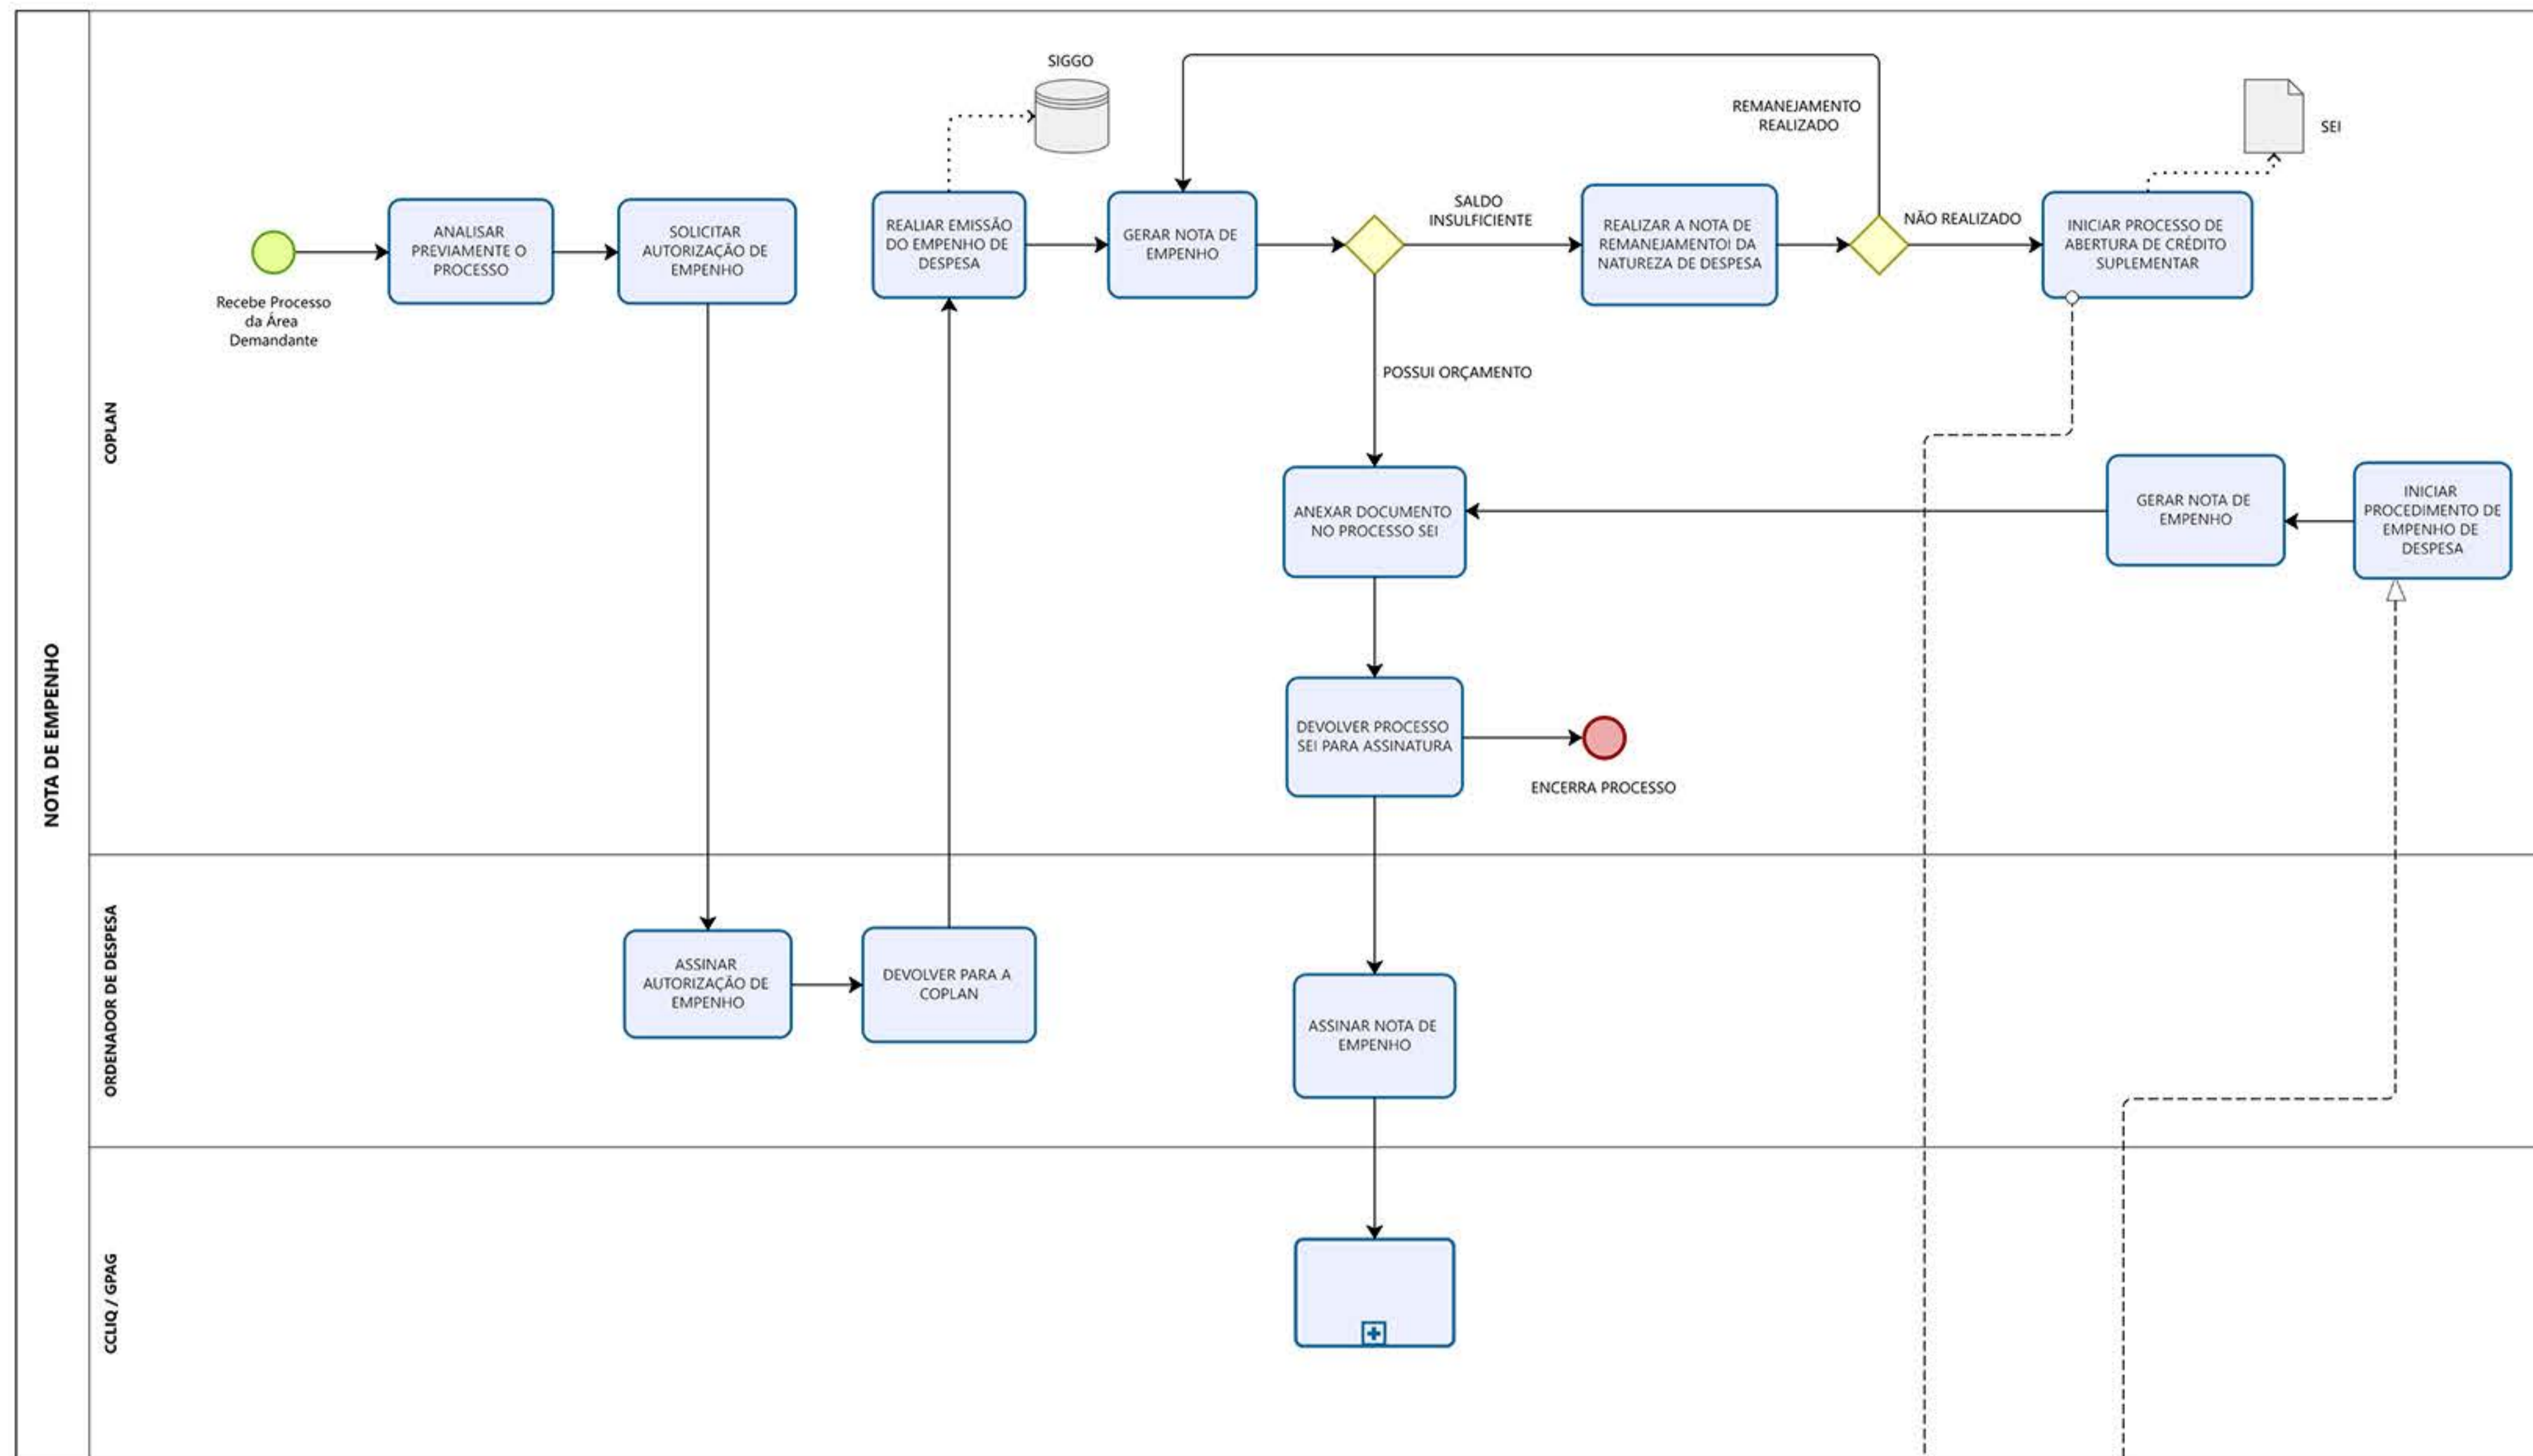 NOTA DE EMPENHO
COPLAN
SIGGO
REMANEJAMENTO
REALIZADO
SEI
Recebe Processo
da Área
Demandante
ANALISAR
PREVIAMENTE O
PROCESSO
SOLICITAR
AUTORIZAÇÃO DE
EMPENHO
REALIAR EMISSÃO
DO EMPENHO DE
DESPESA
GERAR NOTA DE
EMPENHO
SALDO
INSULFICIENTE
REALIZAR A NOTA DE
REMANEJAMENTOI DA
NATUREZA DE DESPESA
NÃO REALIZADO
INICIAR PROCESSO DE
ABERTURA DE CRÉDITO
SUPLEMENTAR
POSSUI ORÇAMENTO
ANEXAR DOCUMENTO
NO PROCESSO SEI
GERAR NOTA DE
EMPENHO
INICIAR
PROCEDIMENTO DE
EMPENHO DE
DESPESA
DEVOLVER PROCESSO
SEI PARA ASSINATURA
ENCERRA PROCESSO
ORDENADOR DE DESPESA
ASSINAR
AUTORIZAÇÃO DE
EMPENHO
DEVOLVER PARA A
COPLAN
ASSINAR NOTA DE
EMPENHO
CCLIQ / GPAG